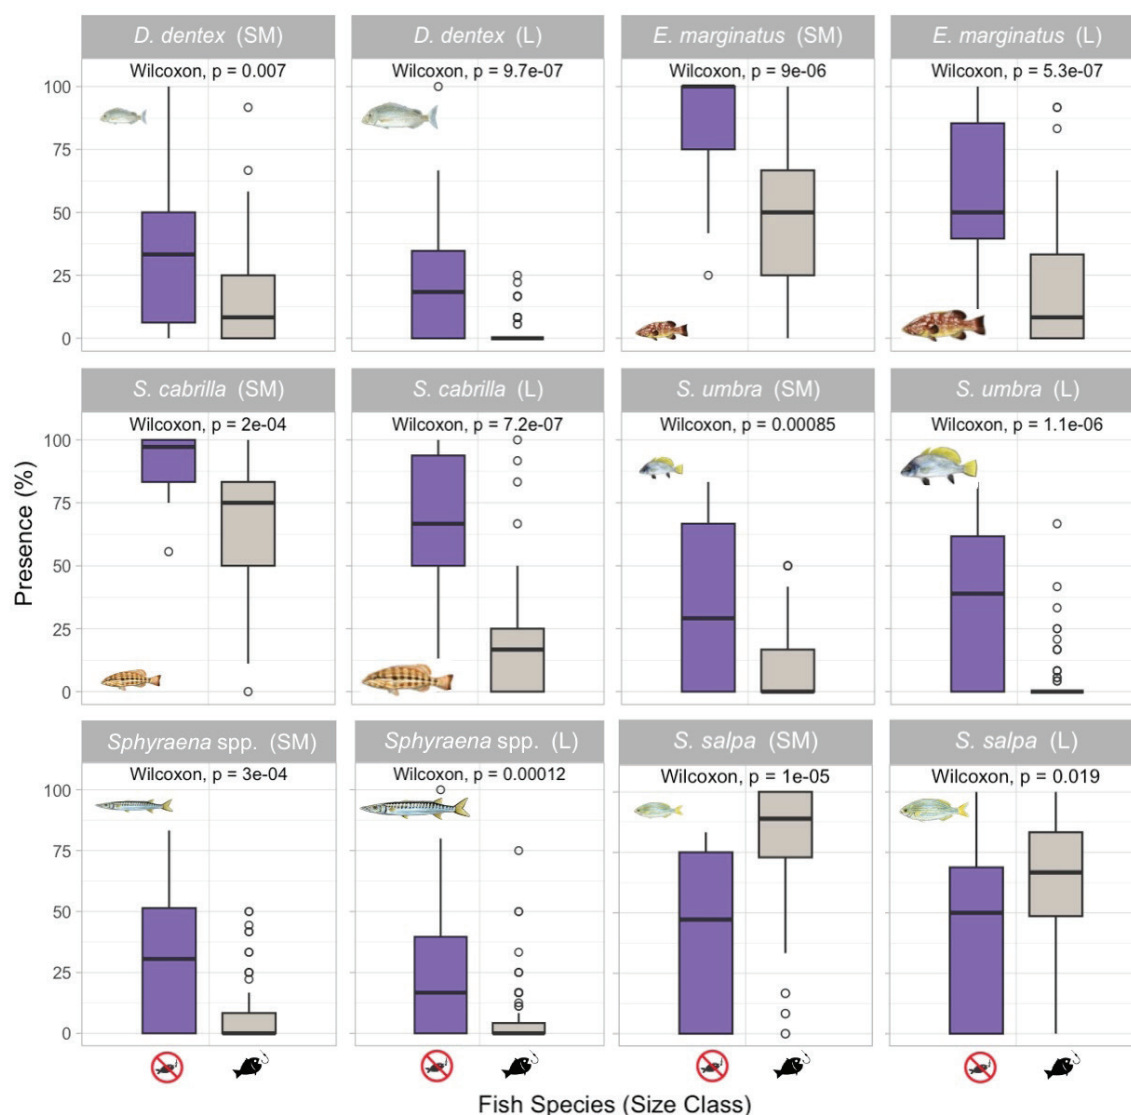 D. dentex (SM) D. dentex (L) E. marginatus (SM) E. marginatus (L)
Wilcoxon, p = 0.007 Wilcoxon, p = 9.7e-07 Wilcoxon, p = 9e-06 Wilcoxon, p = 5.3e-07
100
75
50
25
0
S. cabrilla (SM) S. cabrilla (L) S. umbra (SM) S. umbra (L)
Wilcoxon, p = 2e-04 Wilcoxon, p = 7.2e-07 Wilcoxon, p = 0.00085 Wilcoxon, p = 1.1e-06
100
75
50
25
0
Presence (%)
Sphyraena spp. (SM) Sphyraena spp. (L) S. salpa (SM) S. salpa (L)
Wilcoxon, p = 3e-04 Wilcoxon, p = 0.00012 Wilcoxon, p = 1e-05 Wilcoxon, p = 0.019
100
75
50
25
0
Fish Species (Size Class)